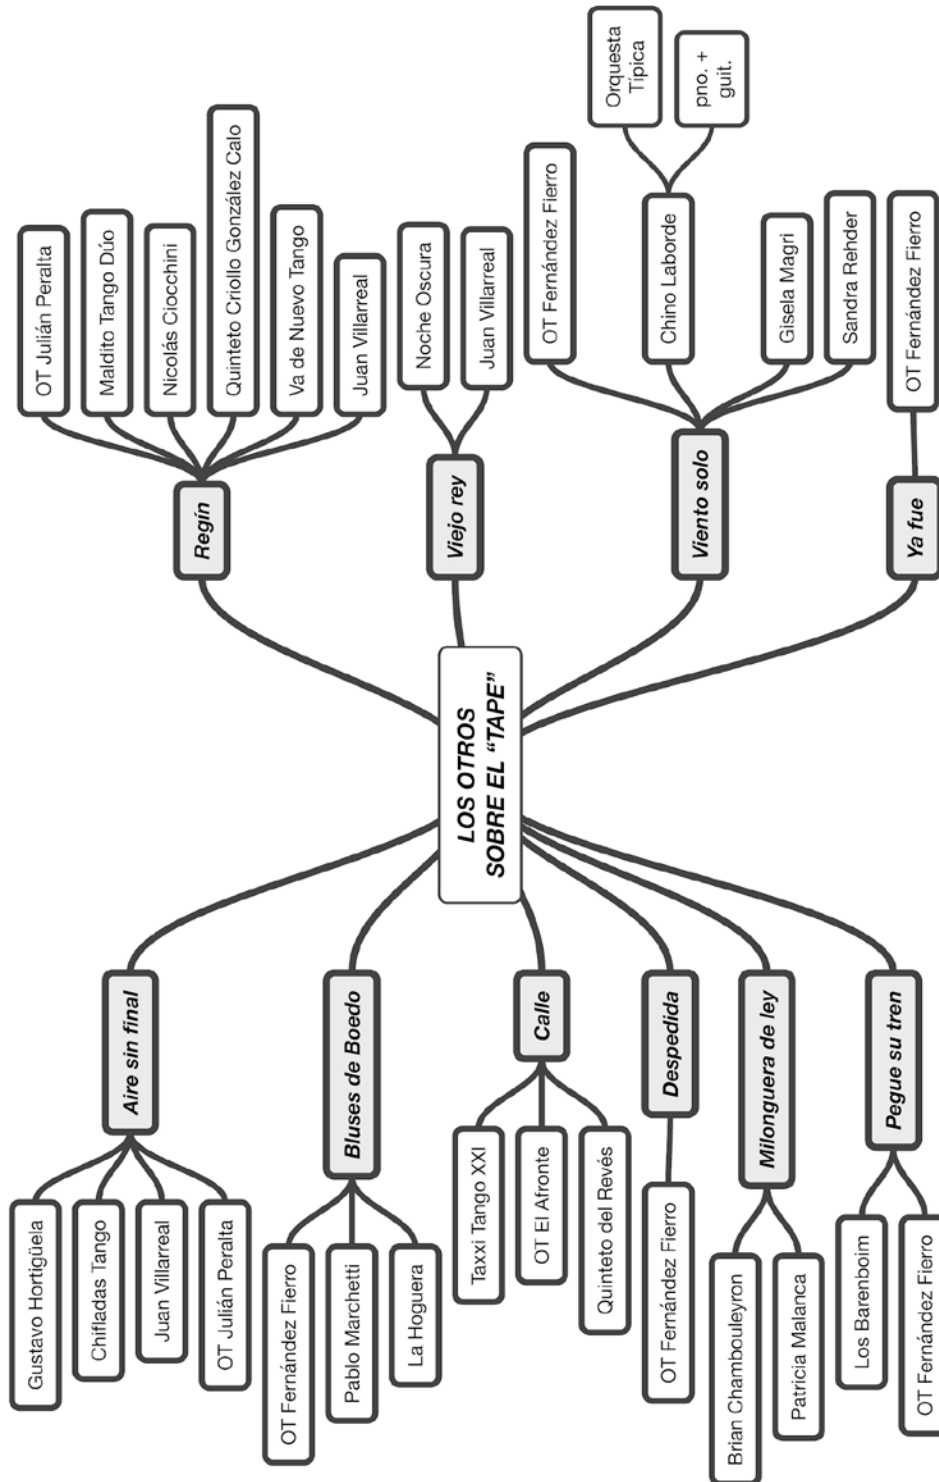 LOS OTROS
SOBRE EL “TAPE”
Aire sin final
Gustavo Hortigüela
Chifladas Tango
Juan Villarreal
OT Julián Peralta
Bluses de Boedo
OT Fernández Fierro
Pablo Marchetti
La Hoguera
Calle
Taxxi Tango XXI
OT El Afronte
Quinteto del Revés
Despedida
OT Fernández Fierro
Milonguera de ley
Brian Chambouleyron
Patricia Malanca
Pegue su tren
Los Barenboim
OT Fernández Fierro
Regín
OT Julián Peralta
Maldito Tango Dúo
Nicolás Ciocchini
Quinteto Criollo González Calo
Va de Nuevo Tango
Juan Villarreal
Viejo rey
Noche Oscura
Juan Villarreal
Viento solo
OT Fernández Fierro
Chino Laborde
Orquesta
Típica
pno. +
guit.
Gisela Magri
Sandra Rehder
Ya fue
OT Fernández Fierro